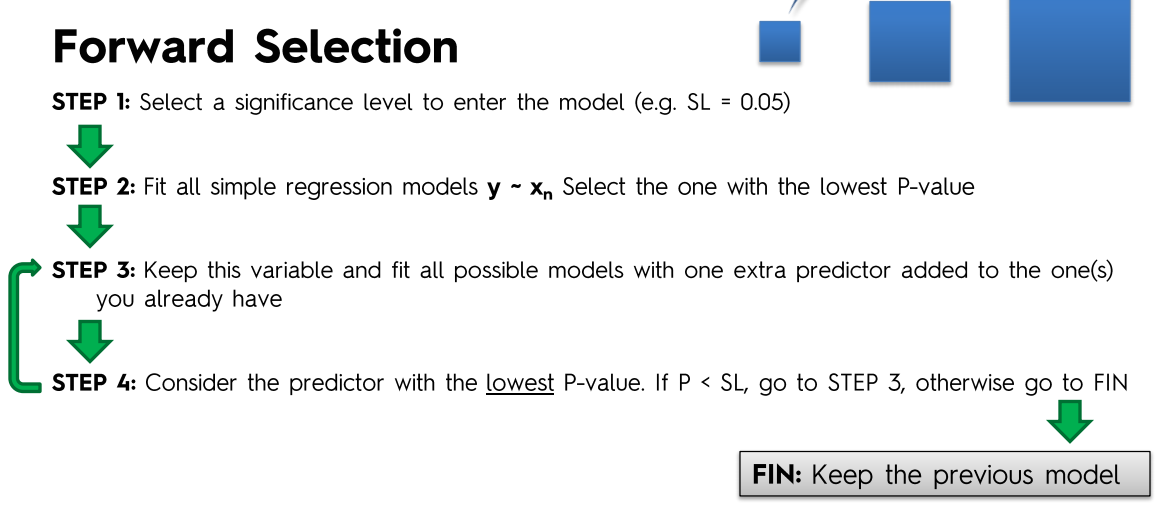 Forward Selection
STEP 1: Select a significance level to enter the model (e.g. SL = 0.05)
STEP 2: Fit all simple regression models y ~ xn Select the one with the lowest P-value
STEP 3: Keep this variable and fit all possible models with one extra predictor added to the one(s)
you already have
STEP 4: Consider the predictor with the lowest P-value. If P < SL, go to STEP 3, otherwise go to FIN
FIN: Keep the previous model